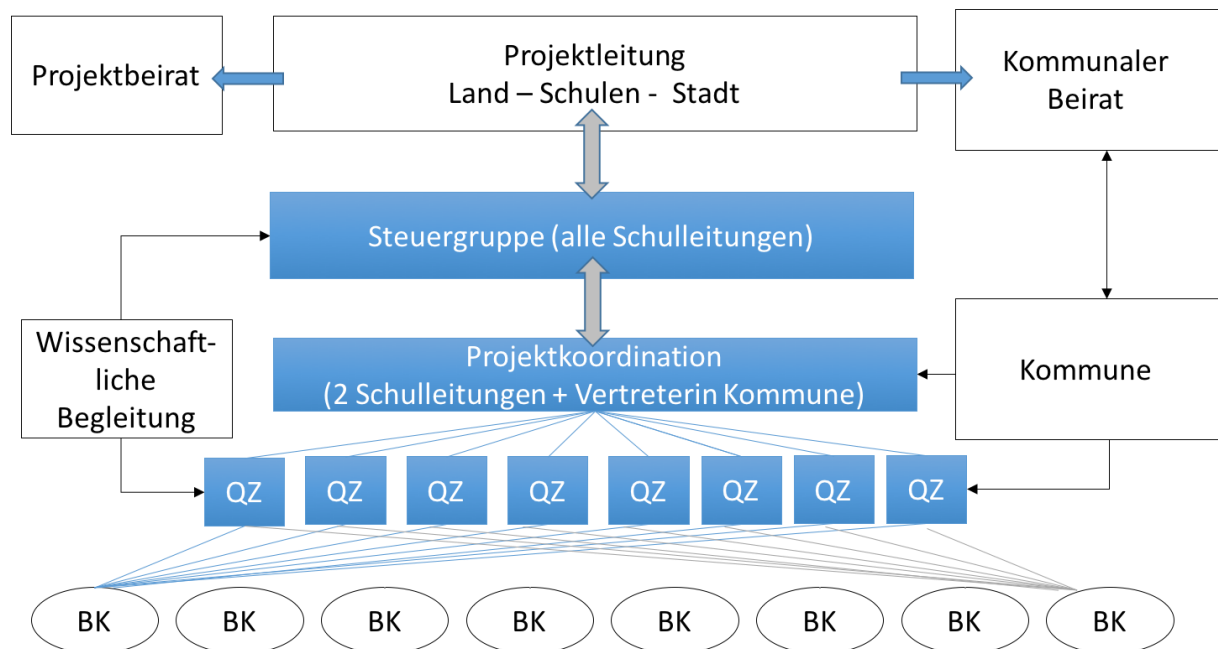 Projektbeirat
Projektleitung
Land – Schulen - Stadt
Kommunaler
Beirat
Steuergruppe (alle Schulleitungen)
Wissenschaft-
liche
Begleitung
Projektkoordination
(2 Schulleitungen + Vertreterin Kommune)
Kommune
QZ QZ QZ QZ QZ QZ QZ QZ
BK BK BK BK BK BK BK BK